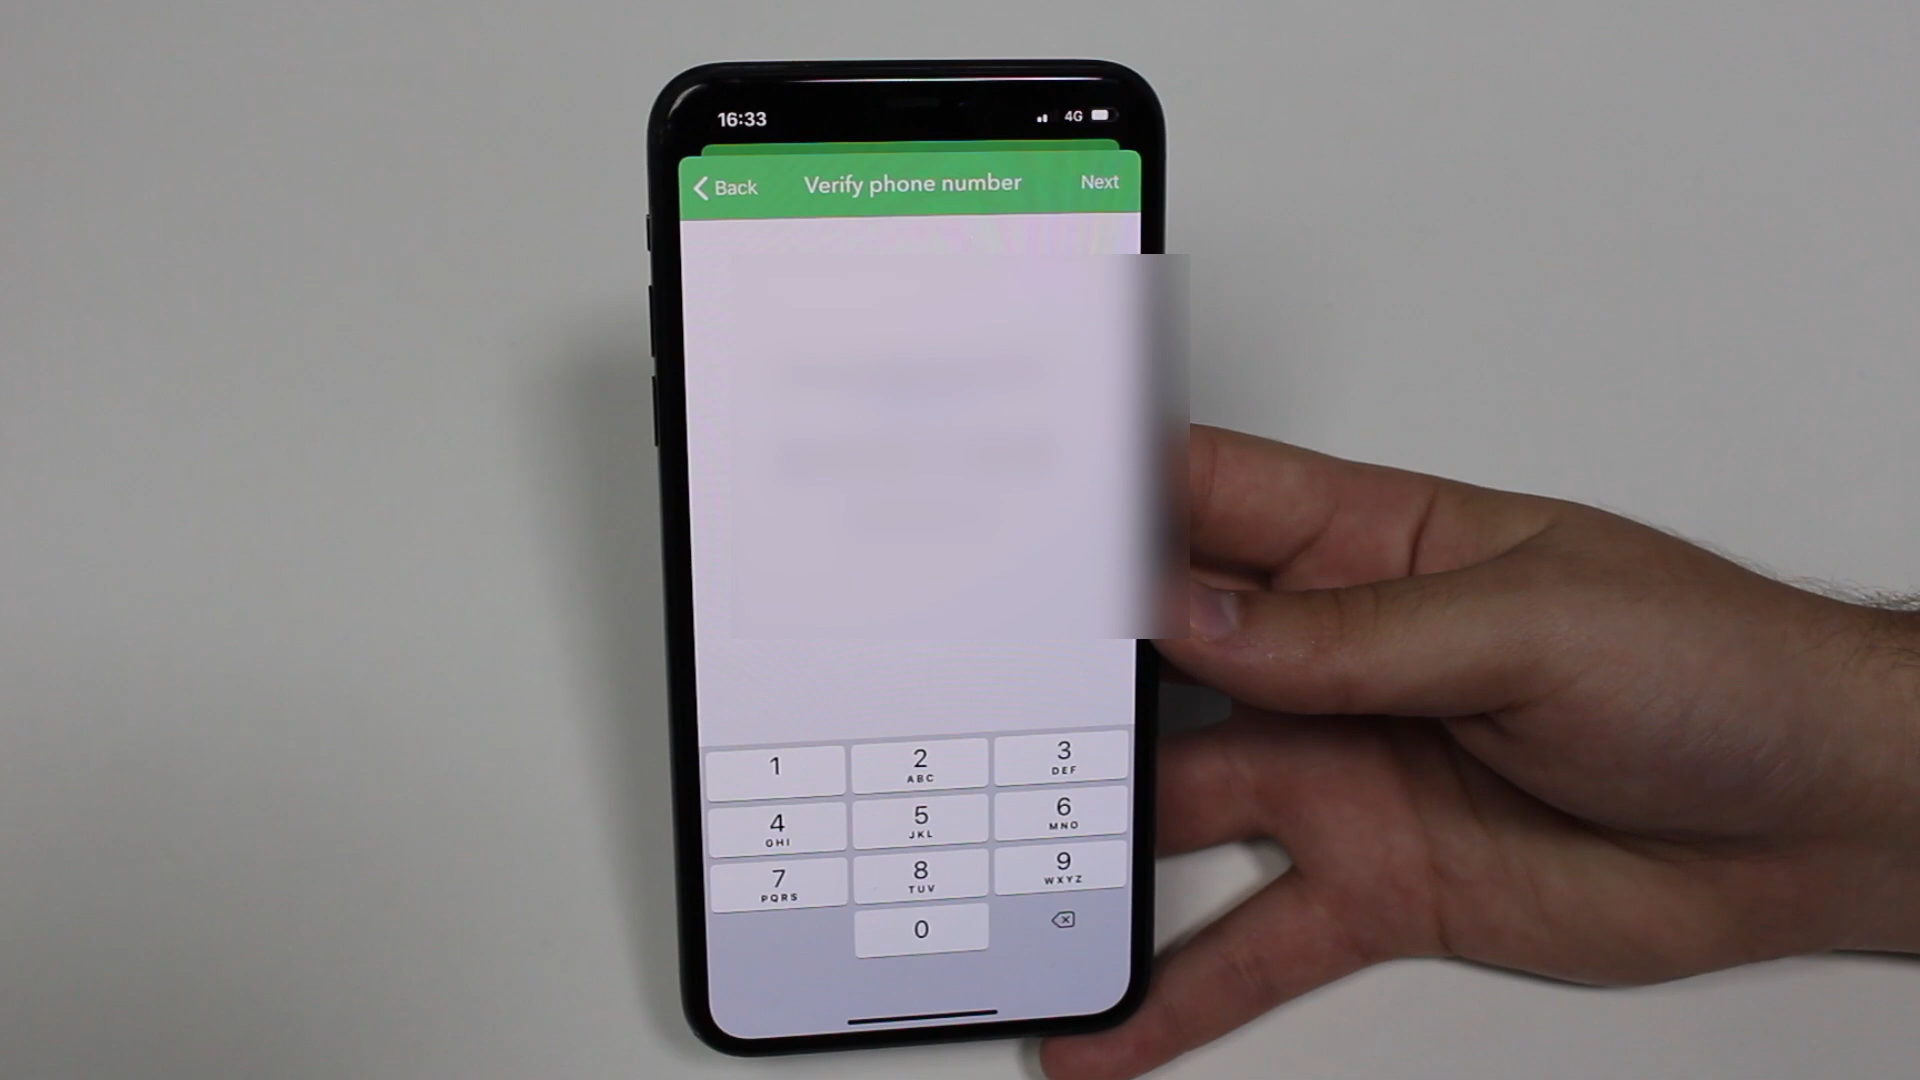 16:33 4G
Back Verify phone number Next
1 2 3
ABC DEF
4 5 6
GHI JKL MNO
7 8 9
PQRS TUV WXYZ
0